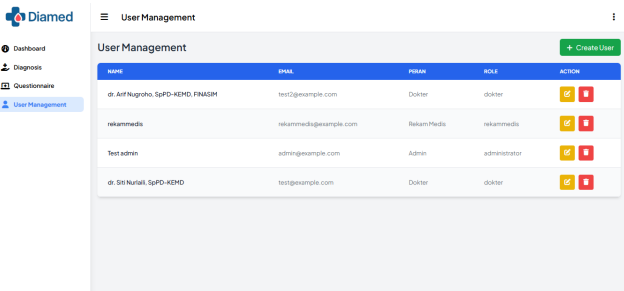 Diamed
User Management
Dashboard
Diagnosis
Questionnaire
User Management
User Management
+ Create User
NAME EMAIL PERAN ROLE ACTION
dr. Arif Nugroho, SpPD-KEMD, FINASIM test2@example.com Dokter dokter
rekammedis rekammedis@example.com Rekam Medis rekammedis
Test admin admin@example.com Admin administrator
dr. Siti Nurlaili, SpPD-KEMD test@example.com Dokter dokter